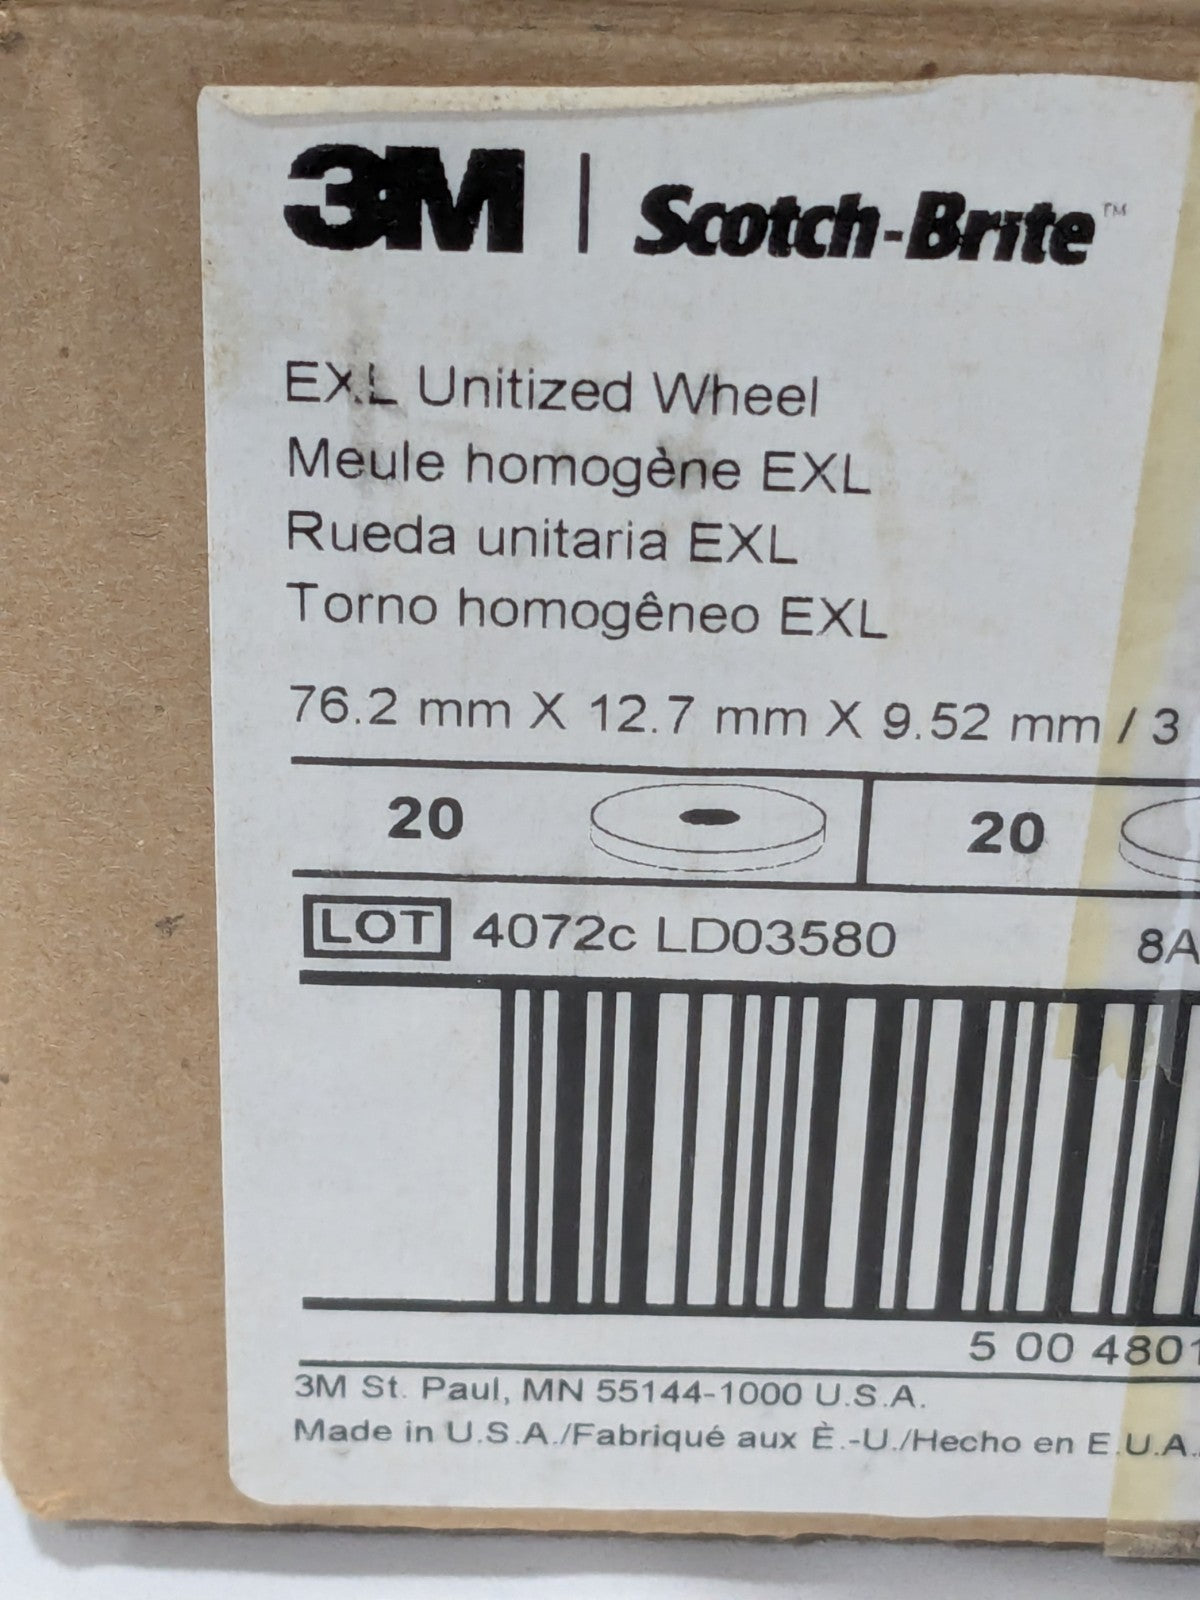 3M | Scotch-Brite™
EXL Unitized Wheel
Meule homogène EXL
Rueda unitaria EXL
Torno homogêneo EXL
76.2 mm X 12.7 mm X 9.52 mm / 3
20 20
LOT 4072c LD03580 8A
5 00 4801
3M St. Paul, MN 55144-1000 U.S.A.
Made in U.S.A./Fabriqué aux È.-U./Hecho en E.U.A.